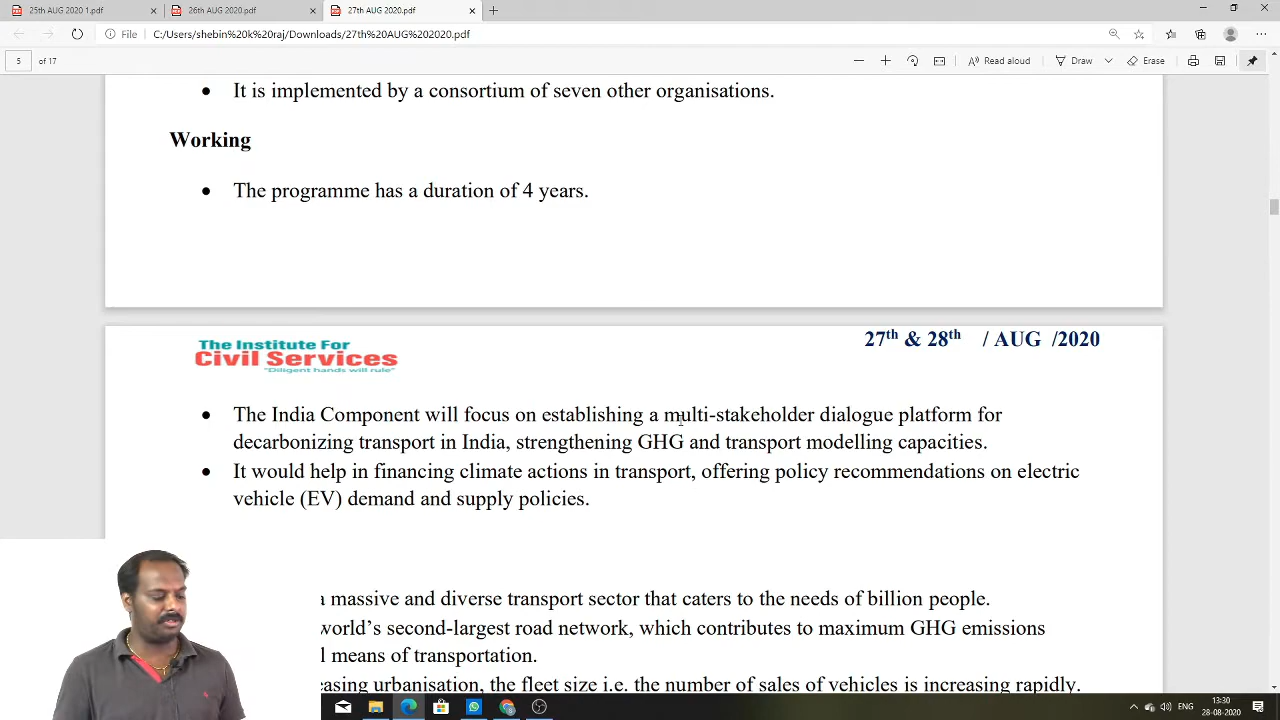 25th AUG 2020 1.pdf
26th AUG 2020.pdf
27th AUG 2020.pdf
File
C:/Users/shebin%20k%20raj/Downloads/27th%20AUG%202020.pdf
5 of 17
Read aloud
Draw
Erase
• It is implemented by a consortium of seven other organisations.
Working
• The programme has a duration of 4 years.
The Institute For
Civil Services
"Diligent hands will rule"
27th & 28th / AUG /2020
• The India Component will focus on establishing a multi-stakeholder dialogue platform for
decarbonizing transport in India, strengthening GHG and transport modelling capacities.
• It would help in financing climate actions in transport, offering policy recommendations on electric
vehicle (EV) demand and supply policies.
massive and diverse transport sector that caters to the needs of billion people.
world's second-largest road network, which contributes to maximum GHG emissions
means of transportation.
urbanisation, the fleet size i.e. the number of sales of vehicles is increasing rapidly.
ENG
13:30
28-08-2020